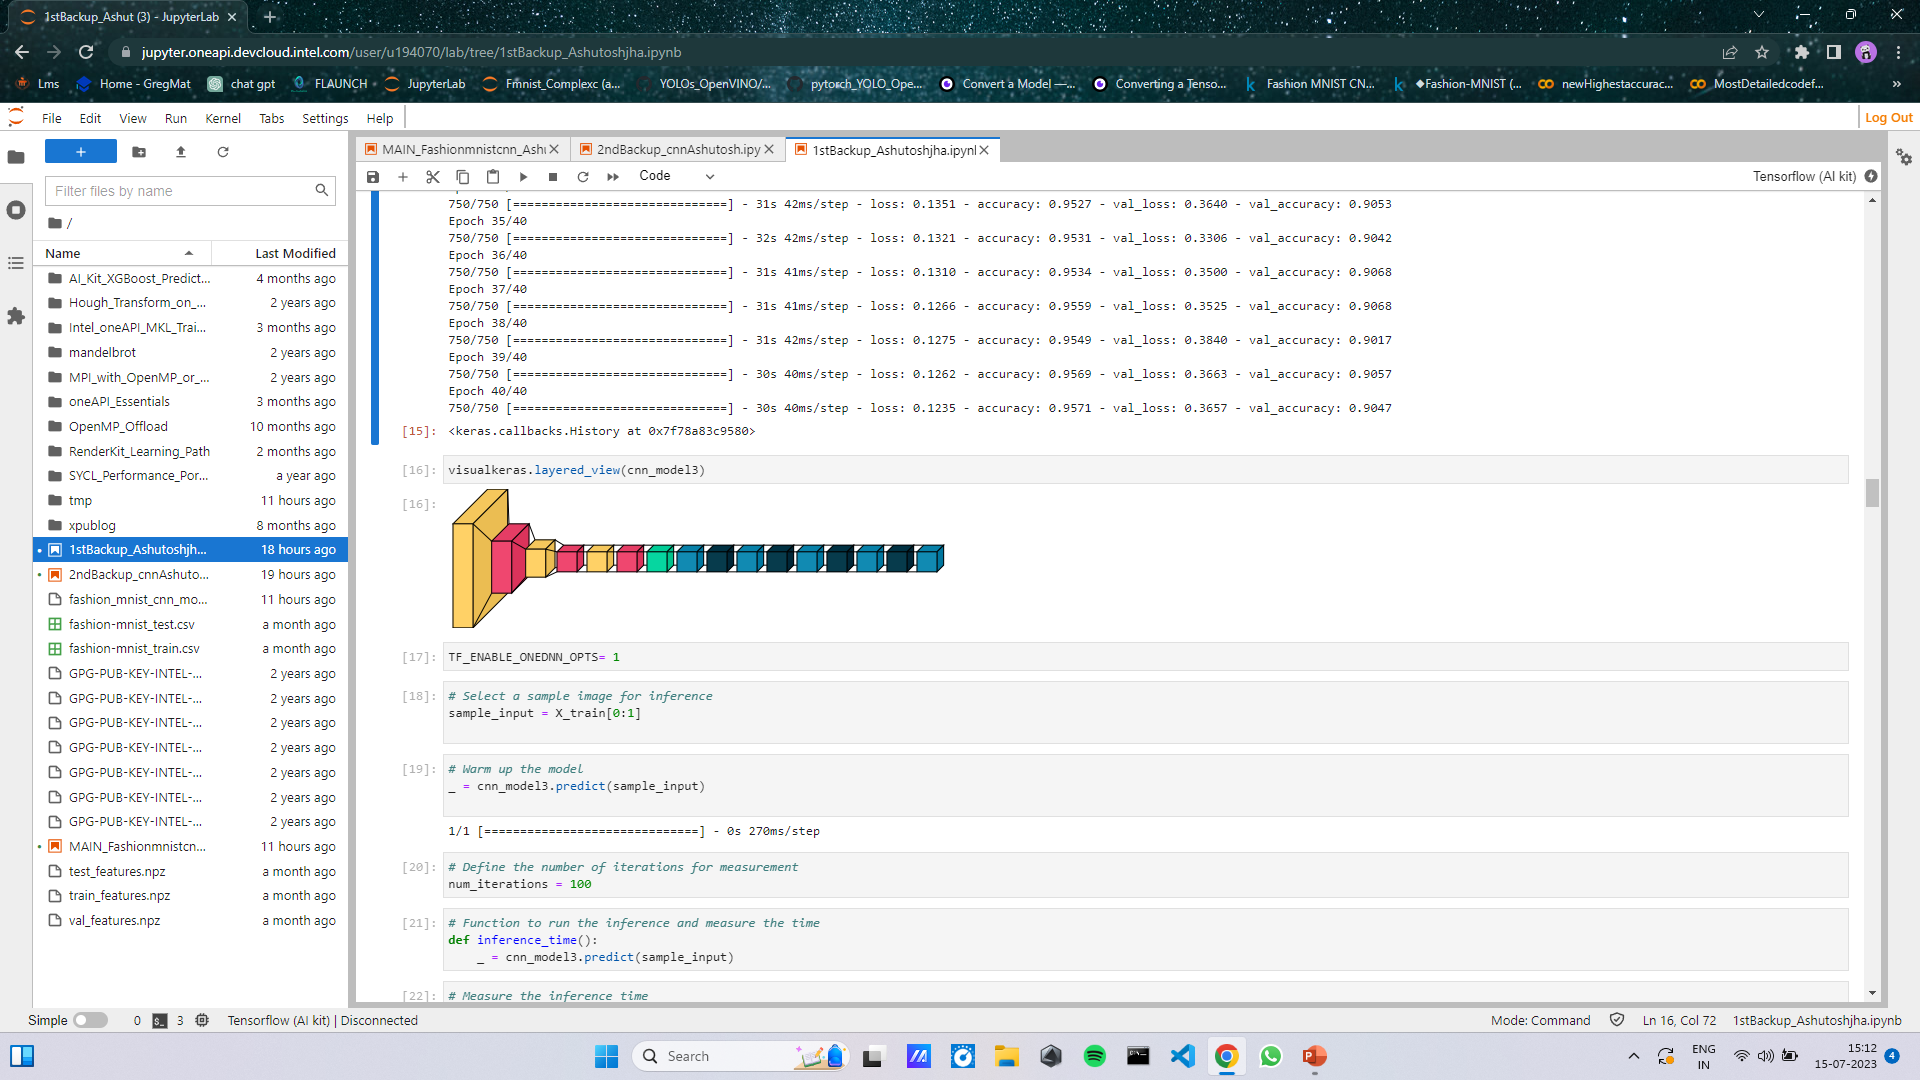 1stBackup_Ashut (3) - JupyterLab
jupyter.oneapi.devcloud.intel.com/user/u194070/lab/tree/1stBackup_Ashutoshjha.ipynb
Lms
Home - GregMat
chat gpt
FLAUNCH
JupyterLab
Fmnist_Complexc (a...
YOLOs_OpenVINO/...
pytorch_YOLO_Ope...
Convert a Model —...
Converting a Tenso...
Fashion MNIST CN...
◆Fashion-MNIST (...
newHighestaccurac...
MostDetailedcodef...
»
File Edit View Run Kernel Tabs Settings Help
Log Out
Filter files by name
/
Name Last Modified
AI_Kit_XGBoost_Predict... 4 months ago
Hough_Transform_on_... 2 years ago
Intel_oneAPI_MKL_Trai... 3 months ago
mandelbrot 2 years ago
MPI_with_OpenMP_or_... 2 years ago
oneAPI_Essentials 3 months ago
OpenMP_Offload 10 months ago
RenderKit_Learning_Path 2 months ago
SYCL_Performance_Por... a year ago
tmp 11 hours ago
xpublog 8 months ago
1stBackup_Ashutoshjh... 18 hours ago
2ndBackup_cnnAshuto... 19 hours ago
fashion_mnist_cnn_mo... 11 hours ago
fashion-mnist_test.csv a month ago
fashion-mnist_train.csv a month ago
GPG-PUB-KEY-INTEL-... 2 years ago
GPG-PUB-KEY-INTEL-... 2 years ago
GPG-PUB-KEY-INTEL-... 2 years ago
GPG-PUB-KEY-INTEL-... 2 years ago
GPG-PUB-KEY-INTEL-... 2 years ago
GPG-PUB-KEY-INTEL-... 2 years ago
GPG-PUB-KEY-INTEL-... 2 years ago
MAIN_Fashionmnistcn... 11 hours ago
test_features.npz a month ago
train_features.npz a month ago
val_features.npz a month ago
MAIN_Fashionmnistcnn_Ashu
2ndBackup_cnnAshutosh.ipy
1stBackup_Ashutoshjha.ipynl
Code
Tensorflow (AI kit)
750/750 [==============================] - 31s 42ms/step - loss: 0.1351 - accuracy: 0.9527 - val_loss: 0.3640 - val_accuracy: 0.9053
Epoch 35/40
750/750 [==============================] - 32s 42ms/step - loss: 0.1321 - accuracy: 0.9531 - val_loss: 0.3306 - val_accuracy: 0.9042
Epoch 36/40
750/750 [==============================] - 31s 41ms/step - loss: 0.1310 - accuracy: 0.9534 - val_loss: 0.3500 - val_accuracy: 0.9068
Epoch 37/40
750/750 [==============================] - 31s 41ms/step - loss: 0.1266 - accuracy: 0.9559 - val_loss: 0.3525 - val_accuracy: 0.9068
Epoch 38/40
750/750 [==============================] - 31s 42ms/step - loss: 0.1275 - accuracy: 0.9549 - val_loss: 0.3840 - val_accuracy: 0.9017
Epoch 39/40
750/750 [==============================] - 30s 40ms/step - loss: 0.1262 - accuracy: 0.9569 - val_loss: 0.3663 - val_accuracy: 0.9057
Epoch 40/40
750/750 [==============================] - 30s 40ms/step - loss: 0.1235 - accuracy: 0.9571 - val_loss: 0.3657 - val_accuracy: 0.9047
[15]: <keras.callbacks.History at 0x7f78a83c9580>
[16]: visualkeras.layered_view(cnn_model3)
[16]:
[17]: TF_ENABLE_ONEDNN_OPTS= 1
[18]: # Select a sample image for inference
sample_input = X_train[0:1]
[19]: # Warm up the model
_ = cnn_model3.predict(sample_input)
1/1 [==============================] - 0s 270ms/step
[20]: # Define the number of iterations for measurement
num_iterations = 100
[21]: # Function to run the inference and measure the time
def inference_time():
_ = cnn_model3.predict(sample_input)
[22]: # Measure the inference time
Simple 0 3 Tensorflow (AI kit) | Disconnected
Mode: Command Ln 16, Col 72 1stBackup_Ashutoshjha.ipynb
Search
ENG
IN
15:12
15-07-2023
4